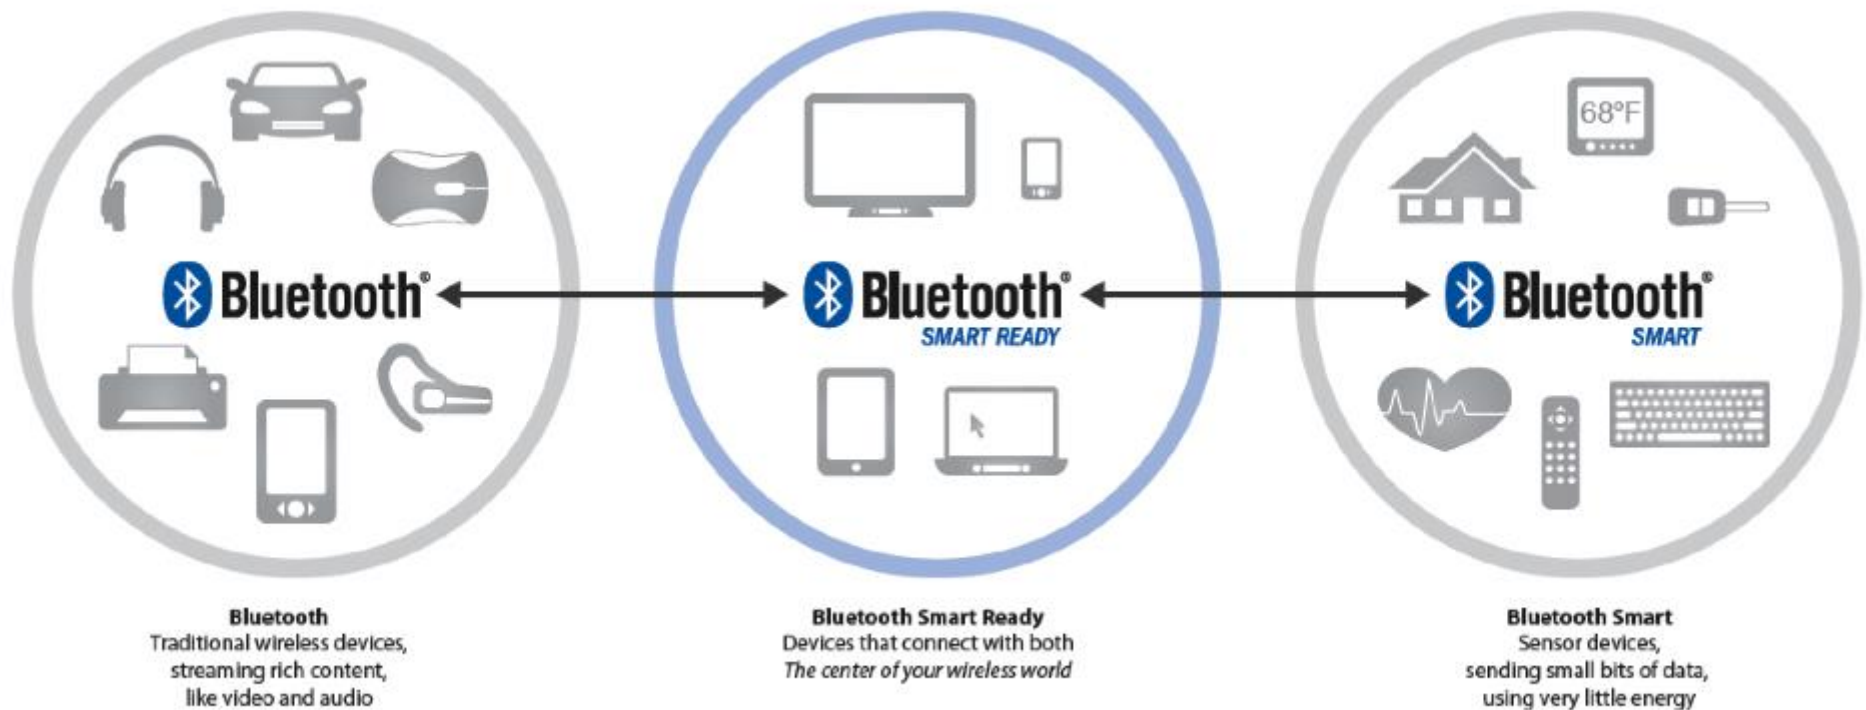 68°F
Bluetooth®
Bluetooth®
SMART READY
Bluetooth®
SMART
Bluetooth
Traditional wireless devices,
streaming rich content,
like video and audio
Bluetooth Smart Ready
Devices that connect with both
The center of your wireless world
Bluetooth Smart
Sensor devices,
sending small bits of data,
using very little energy